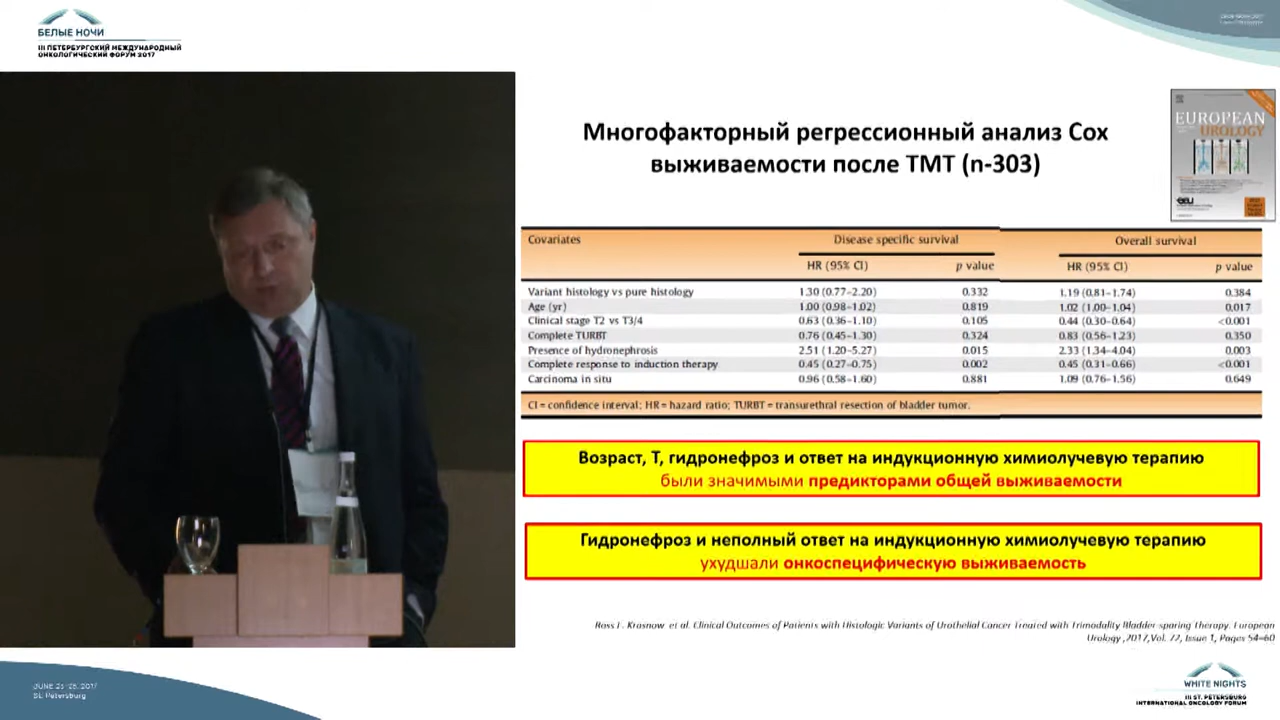 БЕЛЫЕ НОЧИ
III ПЕТЕРБУРГСКИЙ МЕЖДУНАРОДНЫЙ
ОНКОЛОГИЧЕСКИЙ ФОРУМ 2017
Многофакторный регрессионный анализ Cox
выживаемости после ТМТ (n-303)
EUROPEAN
UROLOGY
Covariates Disease specific survival Overall survival
HR (95% CI) p value HR (95% CI) p value
Variant histology vs pure histology 1.30 (0.77–2.20) 0.332 1.19 (0.81–1.74) 0.384
Age (yr) 1.00 (0.98–1.02) 0.819 1.02 (1.00–1.04) 0.017
Clinical stage T2 vs T3/4 0.63 (0.36–1.10) 0.105 0.44 (0.30–0.64) <0.001
Complete TURBT 0.76 (0.45–1.30) 0.324 0.83 (0.56–1.23) 0.350
Presence of hydronephrosis 2.51 (1.20–5.27) 0.015 2.33 (1.34–4.04) 0.003
Complete response to induction therapy 0.45 (0.27–0.75) 0.002 0.45 (0.31–0.66) <0.001
Carcinoma in situ 0.96 (0.58–1.60) 0.881 1.09 (0.76–1.56) 0.649
CI = confidence interval; HR = hazard ratio; TURBT = transurethral resection of bladder tumor.
Возраст, Т, гидронефроз и ответ на индукционную химиолучевую терапию
были значимыми предикторами общей выживаемости
Гидронефроз и неполный ответ на индукционную химиолучевую терапию
ухудшали онкоспецифическую выживаемость
Ross E. Krasnow et al. Clinical Outcomes of Patients with Histologic Variants of Urothelial Cancer Treated with Trimodality Bladder-sparing Therapy. European
Urology ,2017,Vol. 72, Issue 1, Pages 54–60
2017
St. Petersburg
WHITE NIGHTS
III ST. PETERSBURG
INTERNATIONAL ONCOLOGY FORUM